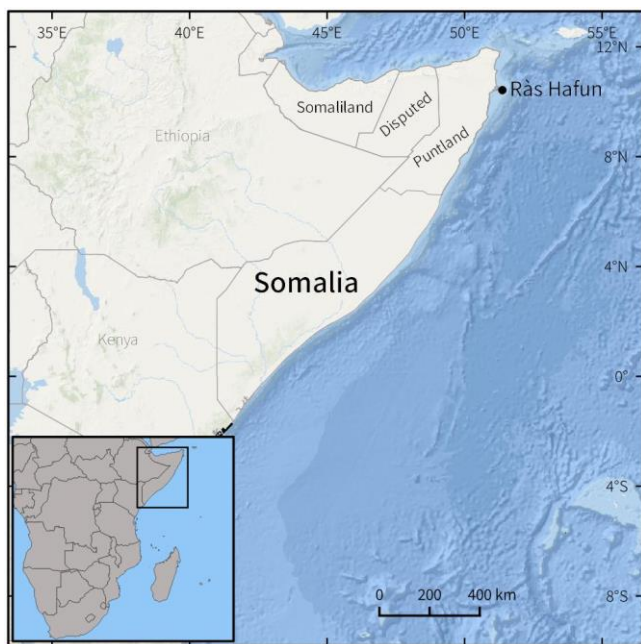 35°E
40°E
45°E
50°E
55°E
12°N
Ràs Hafun
Somaliland
Disputed
Ethiopia
Puntland
8°N
4°N
Somalia
Kenya
0°
4°S
0 200 400 km
8°S